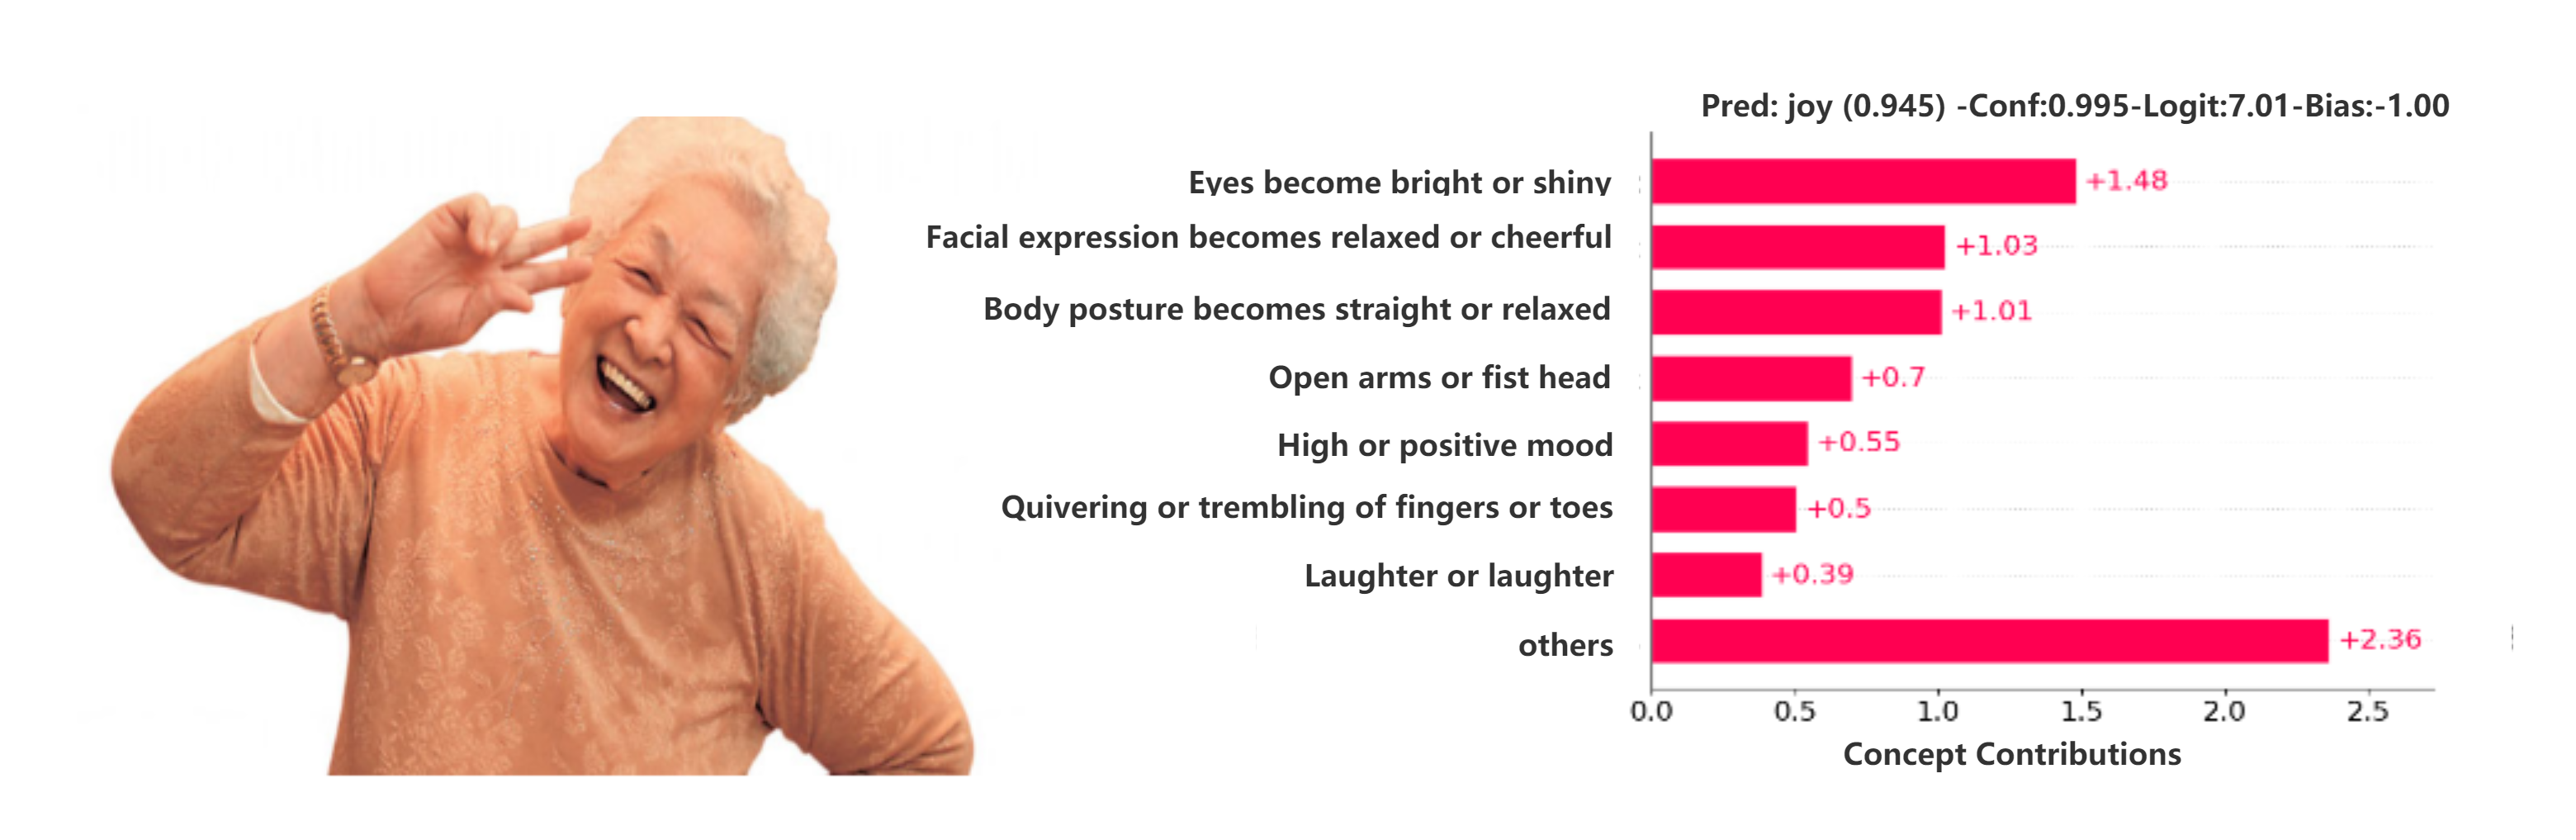 Pred: joy (0.945) -Conf:0.995-Logit:7.01-Bias:-1.00
Eyes become bright or shiny +1.48
Facial expression becomes relaxed or cheerful +1.03
Body posture becomes straight or relaxed +1.01
Open arms or fist head +0.7
High or positive mood +0.55
Quivering or trembling of fingers or toes +0.5
Laughter or laughter +0.39
others +2.36
0.0 0.5 1.0 1.5 2.0 2.5
Concept Contributions